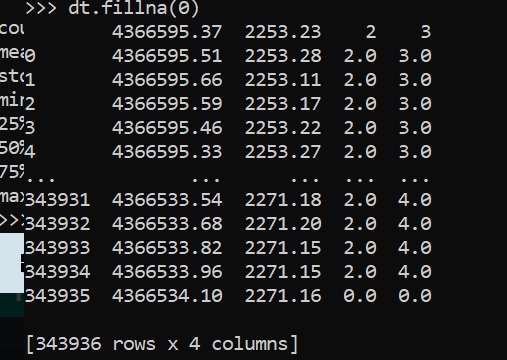 >>> dt.fillna(0)
cou 4366595.37 2253.23 2 3
mea0 4366595.51 2253.28 2.0 3.0
std1 4366595.66 2253.11 2.0 3.0
min2 4366595.59 2253.17 2.0 3.0
25%3 4366595.46 2253.22 2.0 3.0
50%4 4366595.33 2253.27 2.0 3.0
75%... ... ... ... ...
max343931 4366533.54 2271.18 2.0 4.0
>>>343932 4366533.68 2271.20 2.0 4.0
343933 4366533.82 2271.15 2.0 4.0
343934 4366533.96 2271.15 2.0 4.0
343935 4366534.10 2271.16 0.0 0.0
[343936 rows x 4 columns]